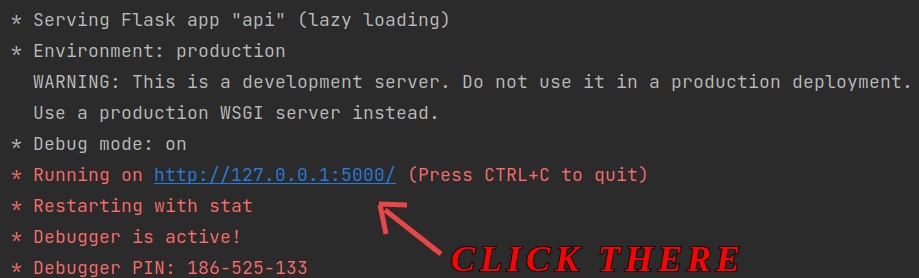 * Serving Flask app "api" (lazy loading)
* Environment: production
WARNING: This is a development server. Do not use it in a production deployment.
Use a production WSGI server instead.
* Debug mode: on
* Running on http://127.0.0.1:5000/ (Press CTRL+C to quit)
* Restarting with stat
* Debugger is active!
* Debugger PIN: 186-525-133
CLICK THERE